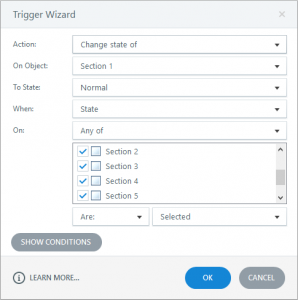 Trigger Wizard
Action: Change state of
On Object: Section 1
To State: Normal
When: State
On: Any of
Section 2
Section 3
Section 4
Section 5
Are: Selected
SHOW CONDITIONS
LEARN MORE... OK CANCEL